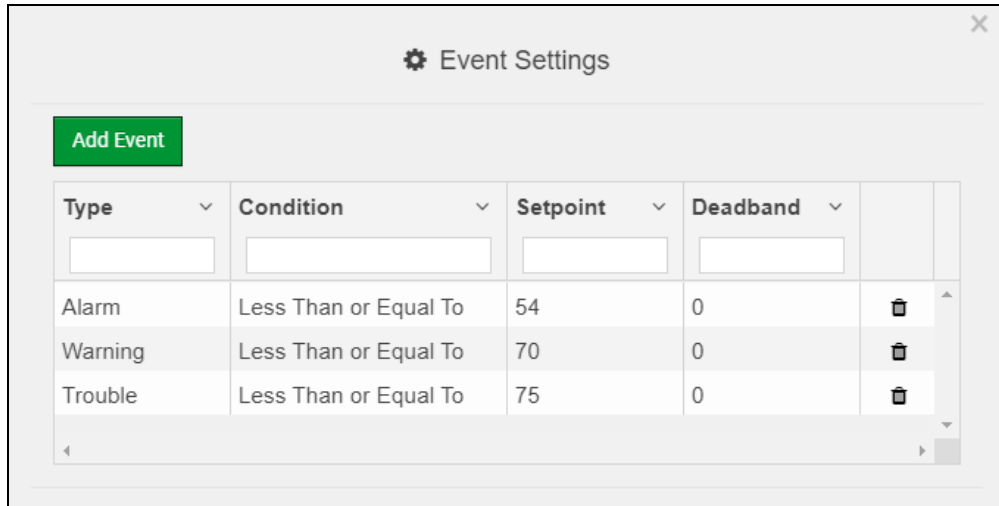 Event Settings
Add Event
Type Condition Setpoint Deadband
Alarm Less Than or Equal To 54 0
Warning Less Than or Equal To 70 0
Trouble Less Than or Equal To 75 0